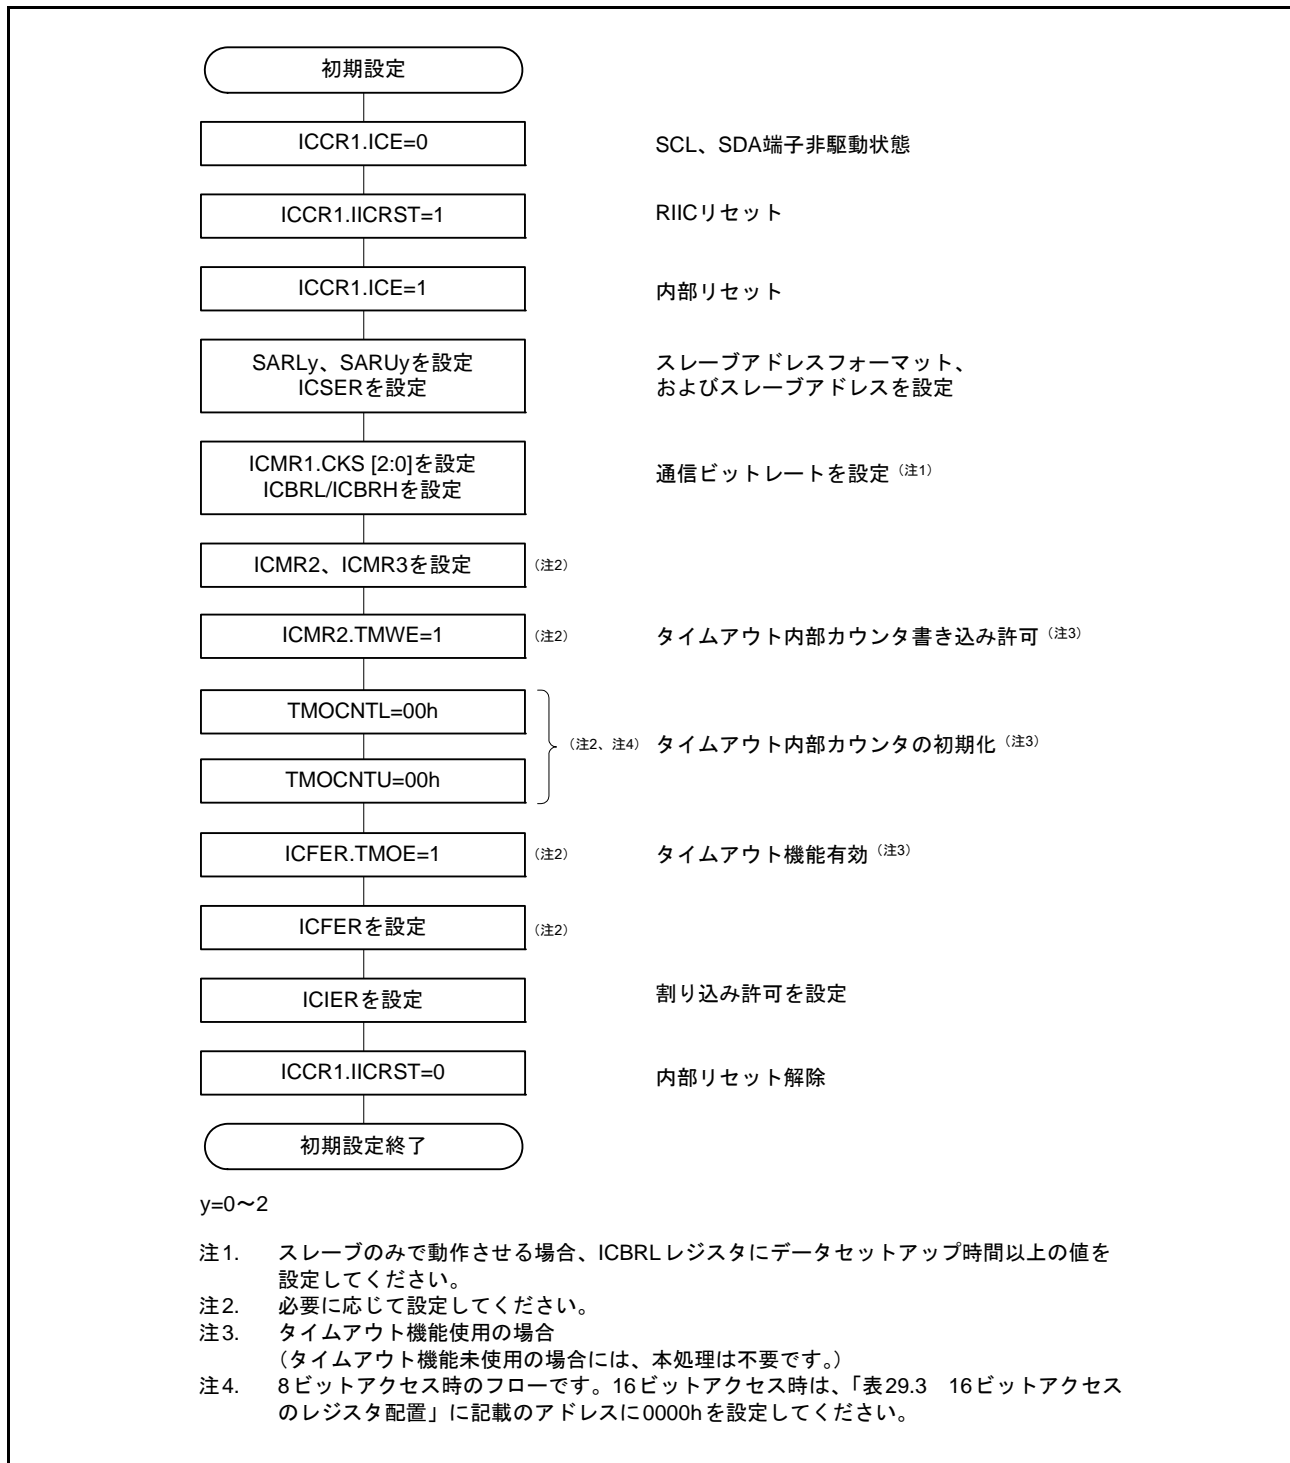 初期設定
ICCR1.ICE=0
SCL、SDA端子非駆動状態
ICCR1.IICRST=1
RIICリセット
ICCR1.ICE=1
内部リセット
SARLy、SARUyを設定
ICSERを設定
スレーブアドレスフォーマット、
およびスレーブアドレスを設定
ICMR1.CKS [2:0]を設定
ICBRL/ICBRHを設定
通信ビットレートを設定（注1）
ICMR2、ICMR3を設定
（注2）
ICMR2.TMWE=1
（注2）
タイムアウト内部カウンタ書き込み許可（注3）
TMOCNTL=00h
TMOCNTU=00h
（注2、注4）
タイムアウト内部カウンタの初期化（注3）
ICFER.TMOE=1
（注2）
タイムアウト機能有効（注3）
ICFERを設定
（注2）
ICIERを設定
割り込み許可を設定
ICCR1.IICRST=0
内部リセット解除
初期設定終了
y=0～2
注1. スレーブのみで動作させる場合、ICBRLレジスタにデータセットアップ時間以上の値を
設定してください。
注2. 必要に応じて設定してください。
注3. タイムアウト機能使用の場合
（タイムアウト機能未使用の場合には、本処理は不要です。）
注4. 8ビットアクセス時のフローです。16ビットアクセス時は、「表29.3 16ビットアクセス
のレジスタ配置」に記載のアドレスに0000hを設定してください。